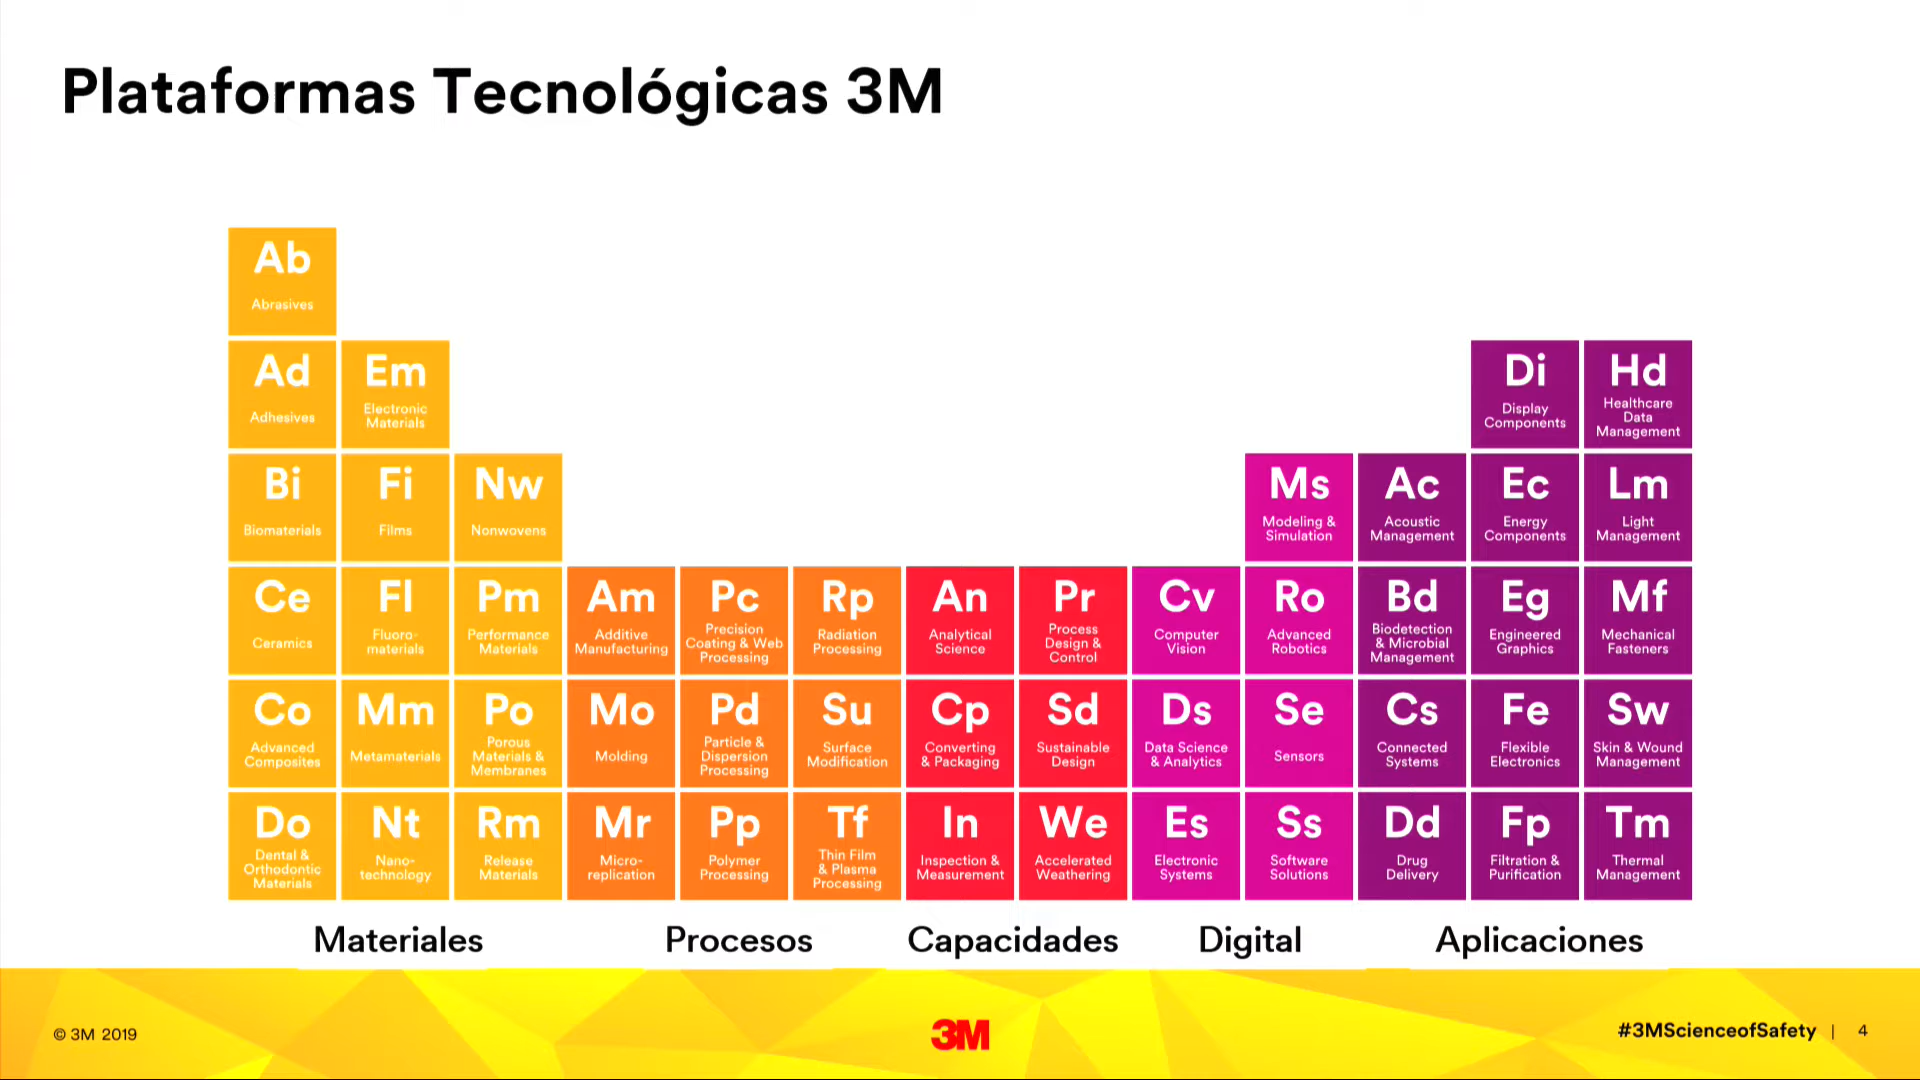 Plataformas Tecnológicas 3M
Ab
Abrasives
Ad
Adhesives
Em
Electronic
Materials
Di
Display
Components
Hd
Healthcare
Data
Management
Bi
Biomaterials
Fi
Films
Nw
Nonwovens
Ms
Modeling &
Simulation
Ac
Acoustic
Management
Ec
Energy
Components
Lm
Light
Management
Ce
Ceramics
Fl
Fluoro-
materials
Pm
Performance
Materials
Am
Additive
Manufacturing
Pc
Precision
Coating & Web
Processing
Rp
Radiation
Processing
An
Analytical
Science
Pr
Process
Design &
Control
Cv
Computer
Vision
Ro
Advanced
Robotics
Bd
Biodetection
& Microbial
Management
Eg
Engineered
Graphics
Mf
Mechanical
Fasteners
Co
Advanced
Composites
Mm
Metamaterials
Po
Porous
Materials &
Membranes
Mo
Molding
Pd
Particle &
Dispersion
Processing
Su
Surface
Modification
Cp
Converting
& Packaging
Sd
Sustainable
Design
Ds
Data Science
& Analytics
Se
Sensors
Cs
Connected
Systems
Fe
Flexible
Electronics
Sw
Skin & Wound
Management
Do
Dental &
Orthodontic
Materials
Nt
Nano-
technology
Rm
Release
Materials
Mr
Micro-
replication
Pp
Polymer
Processing
Tf
Thin Film
& Plasma
Processing
In
Inspection &
Measurement
We
Accelerated
Weathering
Es
Electronic
Systems
Ss
Software
Solutions
Dd
Drug
Delivery
Fp
Filtration &
Purification
Tm
Thermal
Management
Materiales
Procesos
Capacidades
Digital
Aplicaciones
© 3M 2019
3M
#3MScienceofSafety | 4